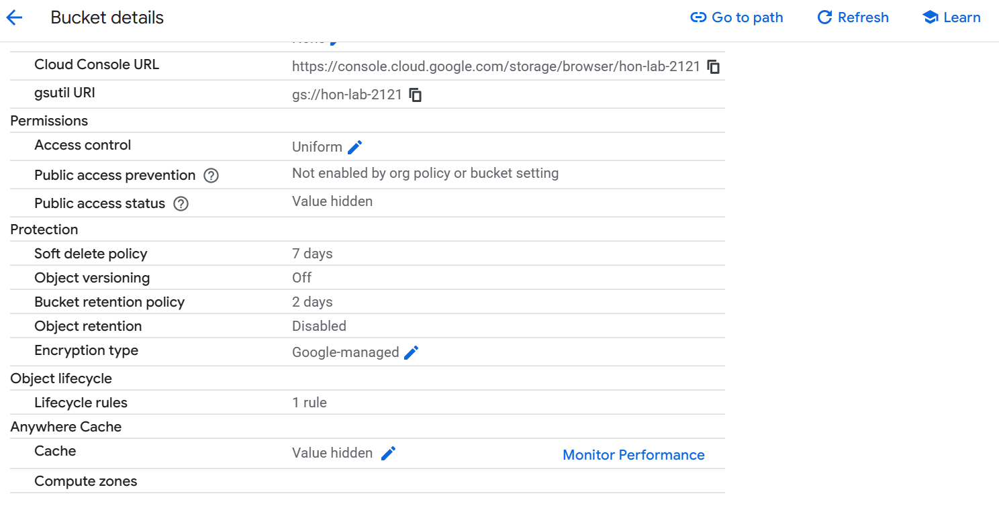 Bucket details Go to path Refresh Learn
Cloud Console URL https://console.cloud.google.com/storage/browser/hon-lab-2121
gsutil URI gs://hon-lab-2121
Permissions
Access control Uniform
Public access prevention Not enabled by org policy or bucket setting
Public access status Value hidden
Protection
Soft delete policy 7 days
Object versioning Off
Bucket retention policy 2 days
Object retention Disabled
Encryption type Google-managed
Object lifecycle
Lifecycle rules 1 rule
Anywhere Cache
Cache Value hidden Monitor Performance
Compute zones